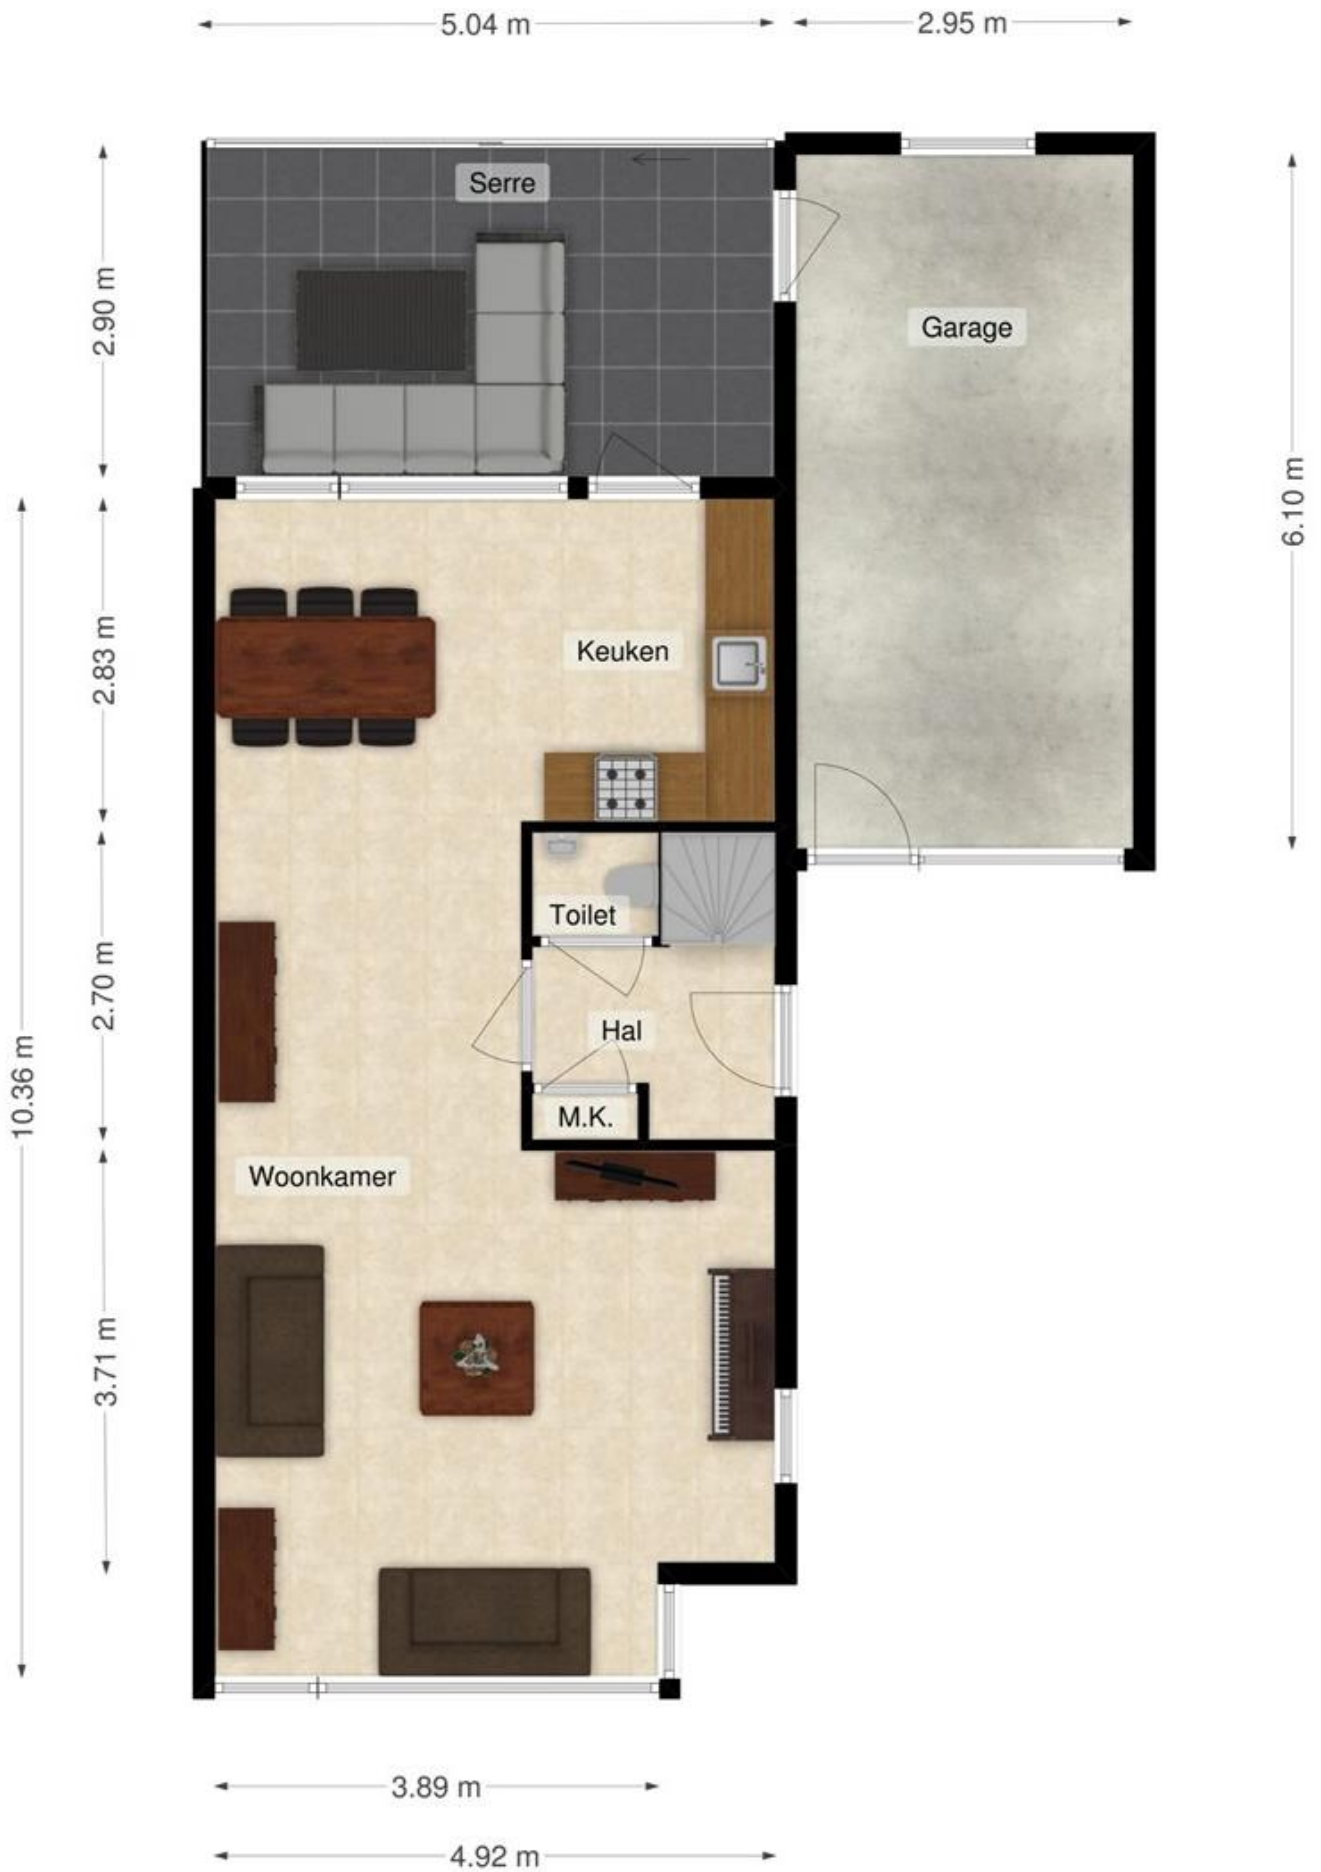 5.04 m
2.95 m
Serre
2.90 m
Garage
6.10 m
Keuken
2.83 m
Toilet
2.70 m
Hal
10.36 m
M.K.
Woonkamer
3.71 m
3.89 m
4.92 m